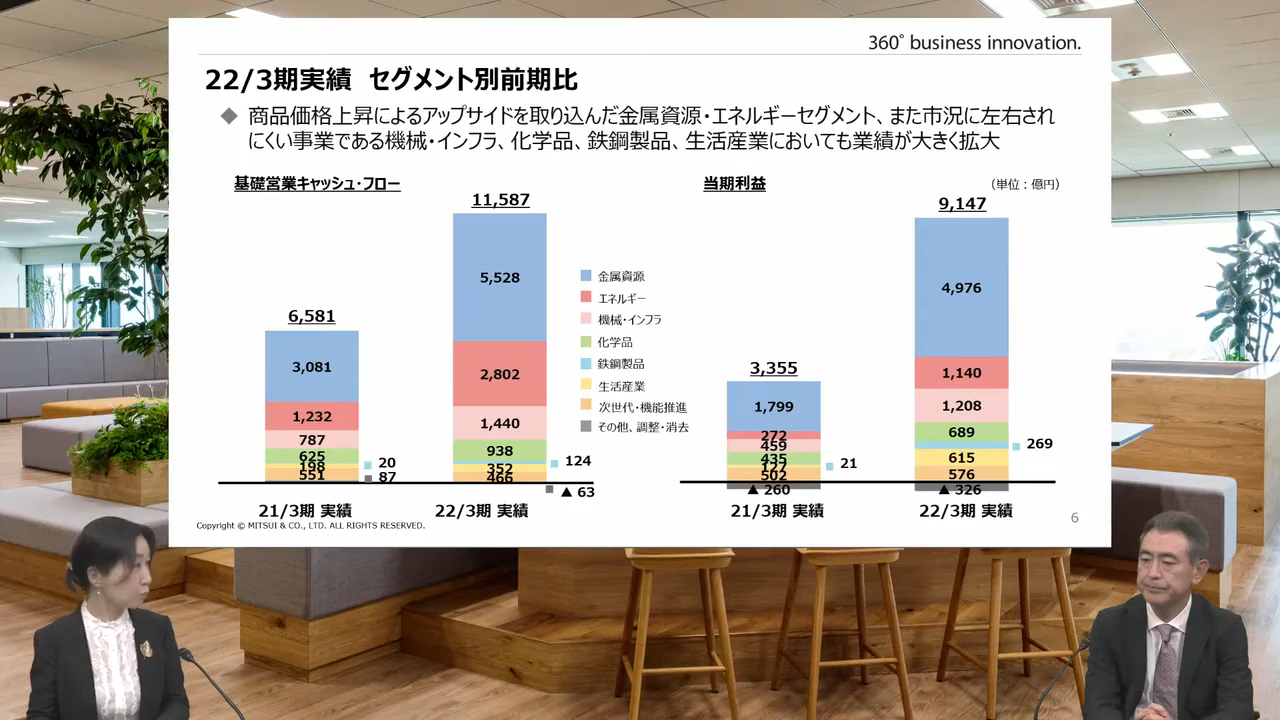 360° business innovation.
22/3期実績 セグメント別前期比
◆ 商品価格上昇によるアップサイドを取り込んだ金属資源・エネルギーセグメント、また市況に左右され
にくい事業である機械・インフラ、化学品、鉄鋼製品、生活産業においても業績が大きく拡大
基礎営業キャッシュ・フロー
11,587
5,528
2,802
1,440
938
352
466
124
▲ 63
6,581
3,081
1,232
787
625
198
551
20
87
21/3期 実績
22/3期 実績
金属資源
エネルギー
機械・インフラ
化学品
鉄鋼製品
生活産業
次世代・機能推進
その他、調整・消去
当期利益
(単位：億円)
3,355
1,799
272
459
435
127
502
21
▲ 260
9,147
4,976
1,140
1,208
689
269
615
576
▲ 326
21/3期 実績
22/3期 実績
Copyright © MITSUI & CO., LTD. ALL RIGHTS RESERVED.
6